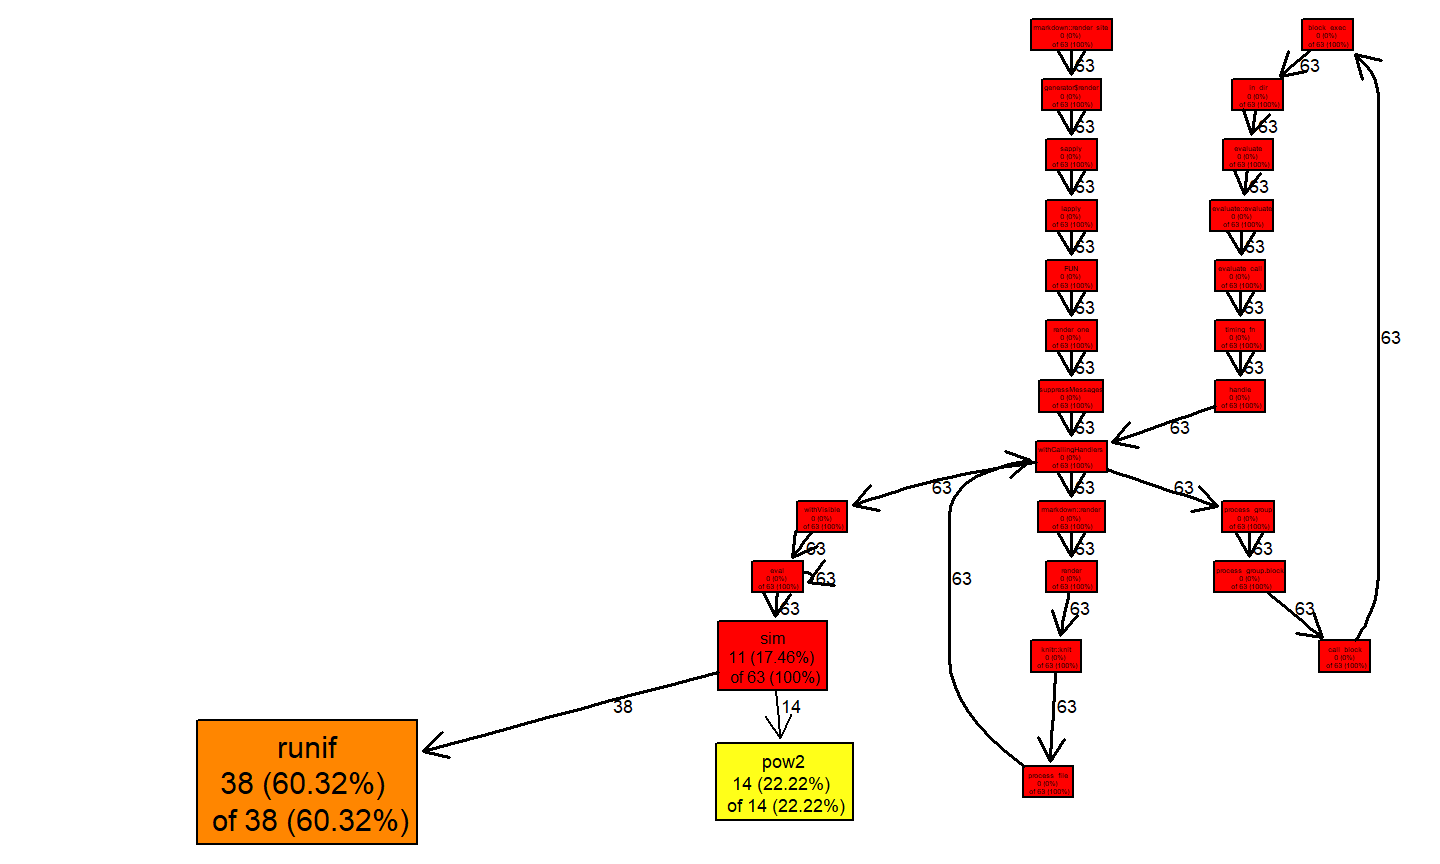 rmarkdown::render_site
0 (0%)
of 63 (100%)
63
generator$render
0 (0%)
of 63 (100%)
63
sapply
0 (0%)
of 63 (100%)
63
lapply
0 (0%)
of 63 (100%)
63
FUN
0 (0%)
of 63 (100%)
63
render_one
0 (0%)
of 63 (100%)
63
suppressMessages
0 (0%)
of 63 (100%)
63
withCallingHandlers
0 (0%)
of 63 (100%)
63
rmarkdown::render
0 (0%)
of 63 (100%)
63
render
0 (0%)
of 63 (100%)
63
knitr::knit
0 (0%)
of 63 (100%)
63
process_file
0 (0%)
of 63 (100%)
63
block_exec
0 (0%)
of 63 (100%)
63
in_dir
0 (0%)
of 63 (100%)
63
evaluate
0 (0%)
of 63 (100%)
63
evaluate::evaluate
0 (0%)
of 63 (100%)
63
evaluate_call
0 (0%)
of 63 (100%)
63
timing_fn
0 (0%)
of 63 (100%)
63
handle
0 (0%)
of 63 (100%)
63
63
process_group
0 (0%)
of 63 (100%)
63
process_group.block
0 (0%)
of 63 (100%)
63
call_block
0 (0%)
of 63 (100%)
63
63
withVisible
0 (0%)
of 63 (100%)
63
eval
0 (0%)
of 63 (100%)
63
63
sim
11 (17.46%)
of 63 (100%)
38
14
runif
38 (60.32%)
of 38 (60.32%)
pow2
14 (22.22%)
of 14 (22.22%)